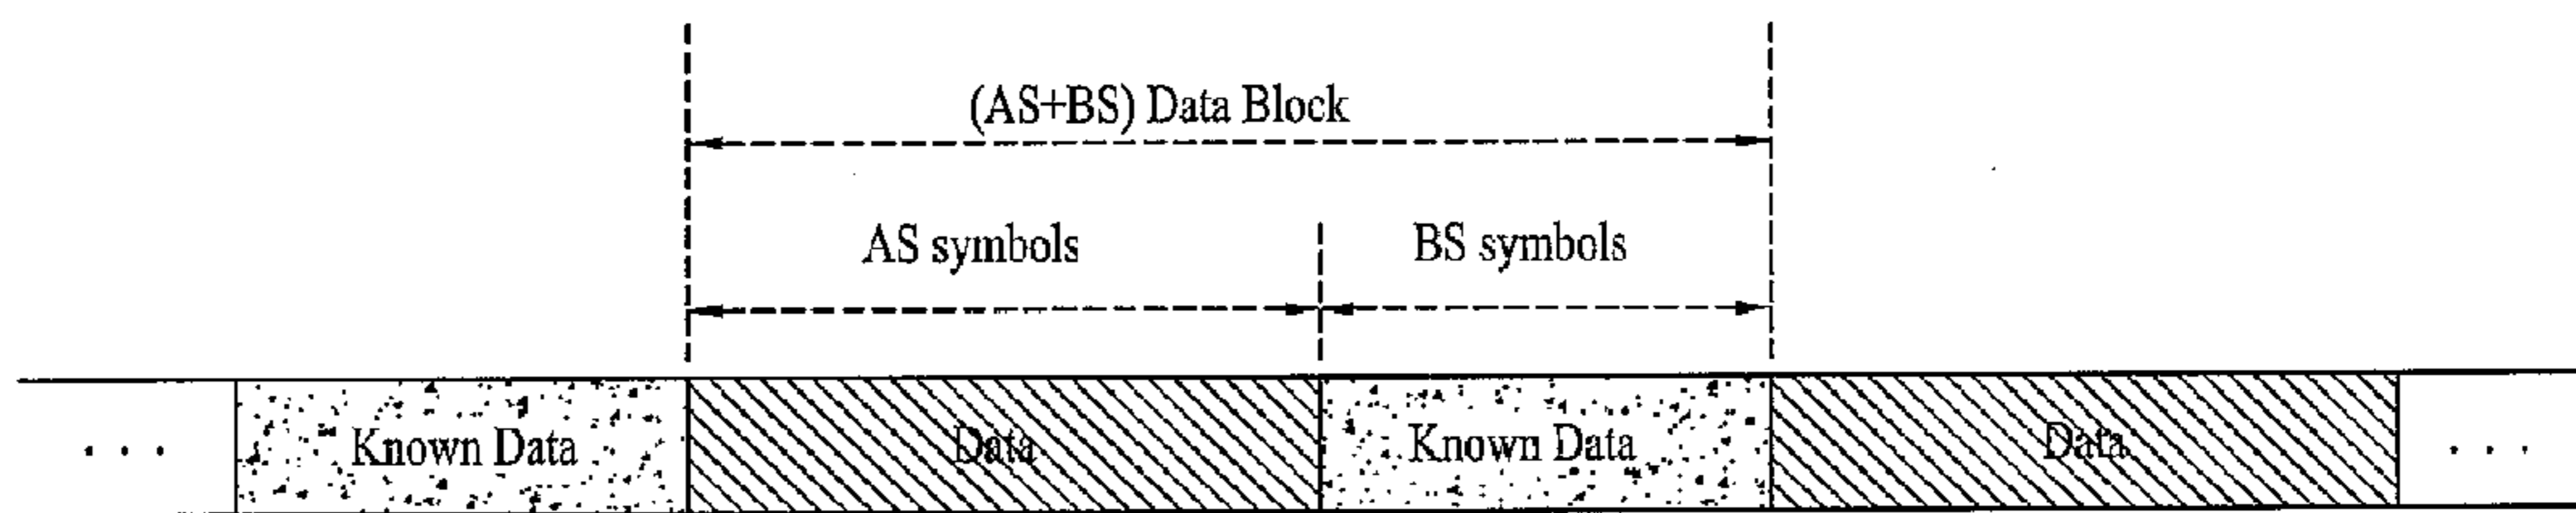 (AS+BS) Data Block
AS symbols BS symbols
. . . Known Data Data Known Data Data . . .